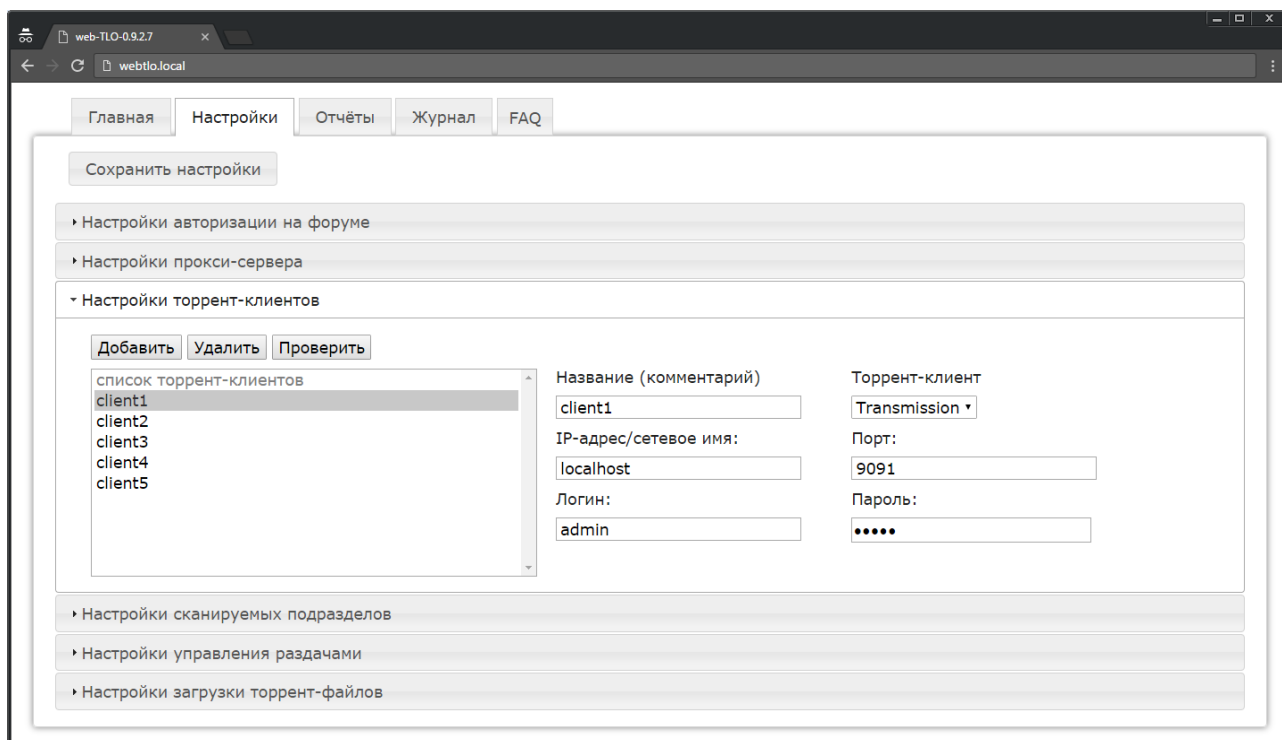 web-TLO-0.9.2.7
webtlo.local
Главная Настройки Отчёты Журнал FAQ
Сохранить настройки
Настройки авторизации на форуме
Настройки прокси-сервера
Настройки торрент-клиентов
Добавить Удалить Проверить
список торрент-клиентов
client1
client2
client3
client4
client5
Название (комментарий) Торрент-клиент
client1 Transmission
IP-адрес/сетевое имя: Порт:
localhost 9091
Логин: Пароль:
admin •••••
Настройки сканируемых подразделов
Настройки управления раздачами
Настройки загрузки торрент-файлов